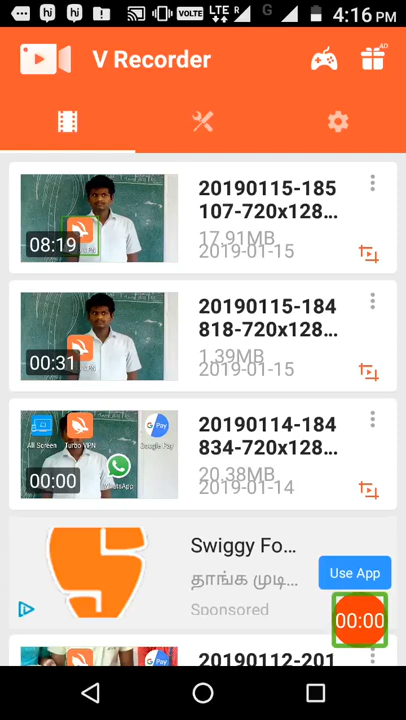 VOLTE LTE R G 4:16 PM
V Recorder
AD
20190115-185
107-720x128...
17.91MB
2019-01-15
08:19
20190115-184
818-720x128...
1.39MB
2019-01-15
00:31
20190114-184
834-720x128...
20.38MB
2019-01-14
All Screen Turbo VPN Google Pay
Pay
WhatsApp
00:00
Swiggy Fo...
தாங்க முடி...
Sponsored
Use App
00:00
20190112-201
Pay